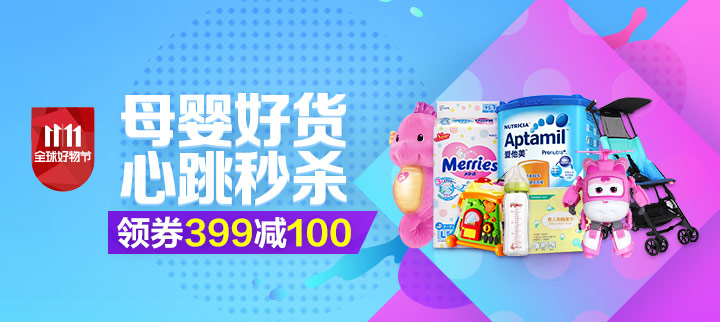 11.11
全球好物节
母婴好货
心跳秒杀
领券399减100
Merries
NUTRICIA
Aptamil
爱他美
Pronutra+
Pigeon
L